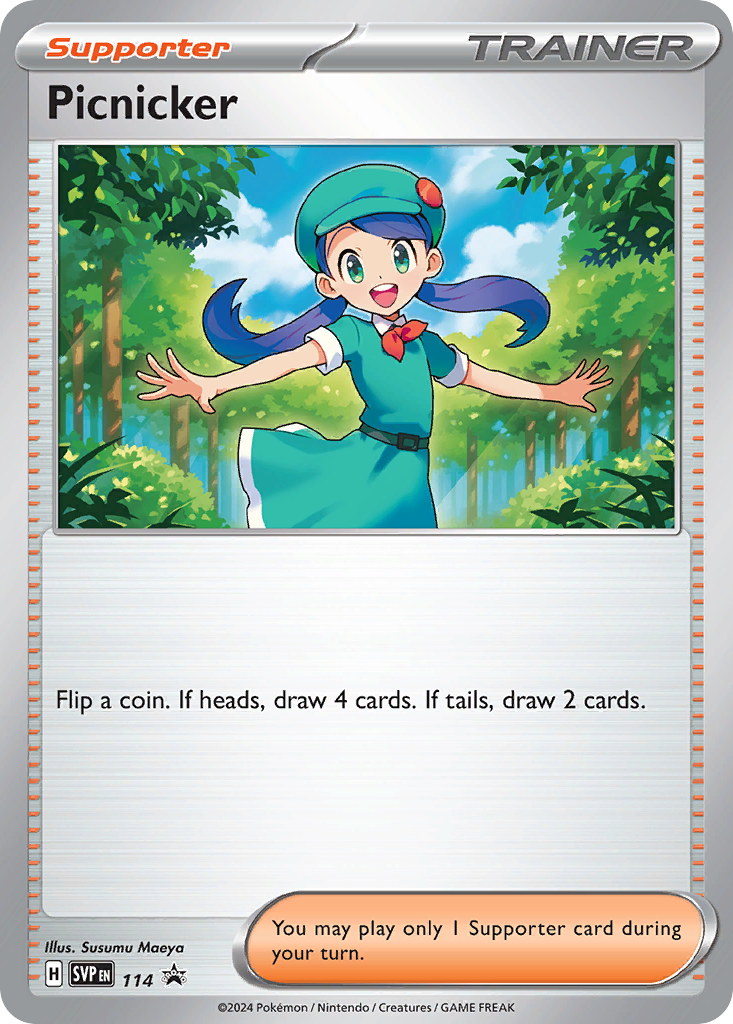 Supporter
TRAINER
Picnicker
Flip a coin. If heads, draw 4 cards. If tails, draw 2 cards.
You may play only 1 Supporter card during
your turn.
Illus. Susumu Maeya
H SVP EN 114
©2024 Pokémon / Nintendo / Creatures / GAME FREAK